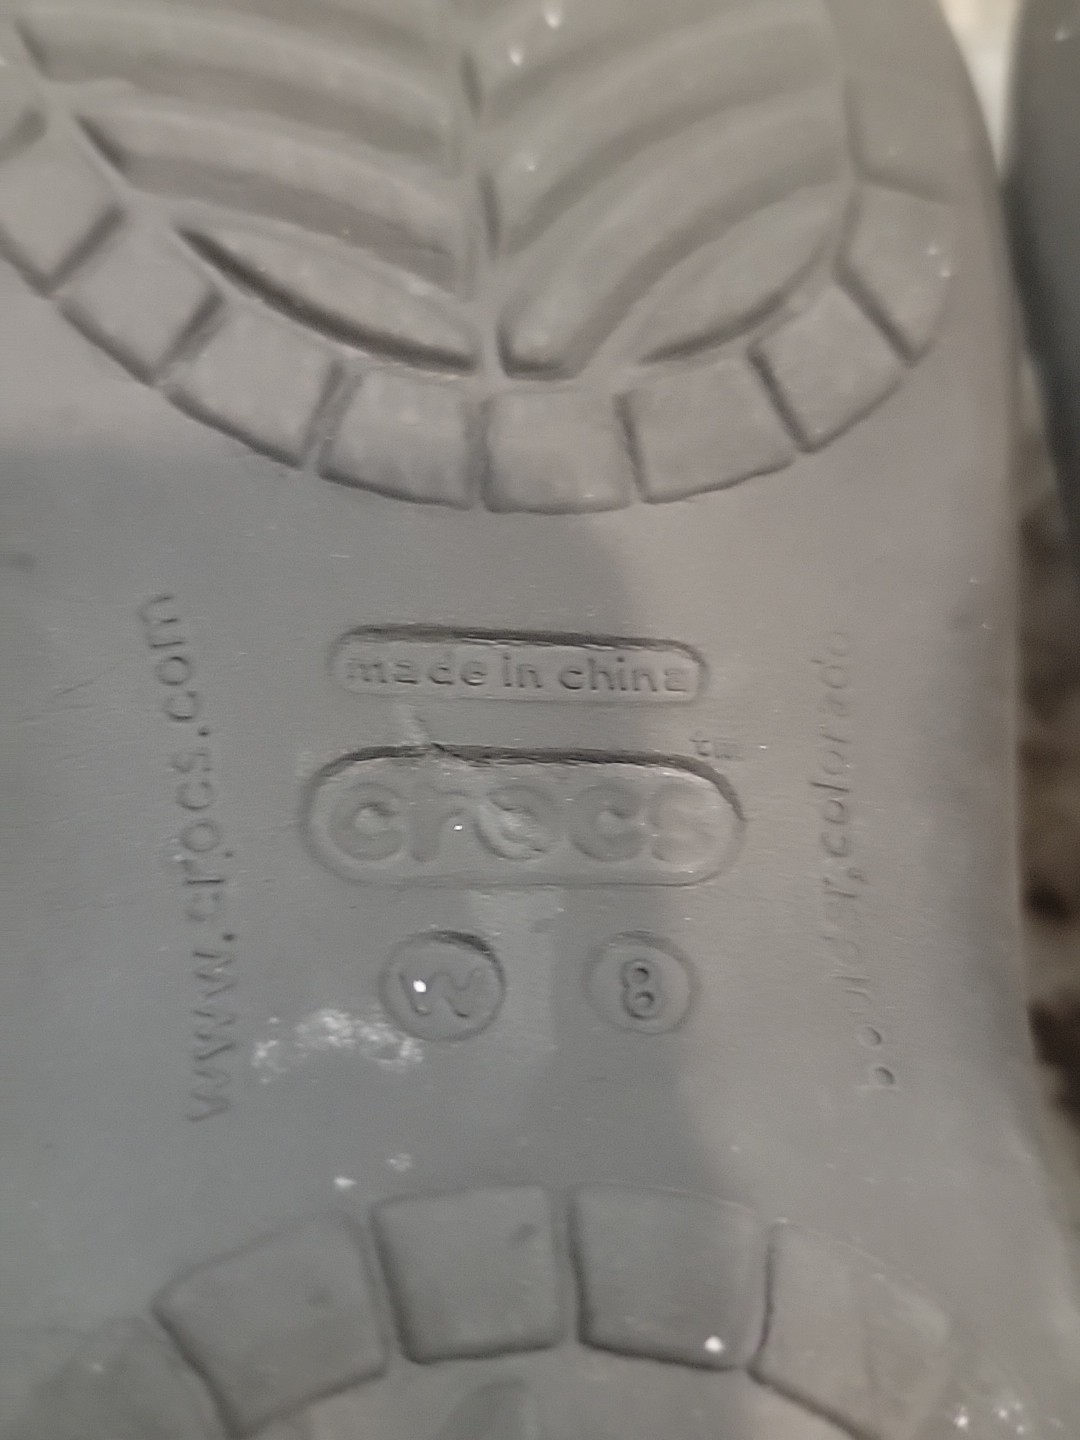 made in china
crocs
tm
8
www.crocs.com
boulder, colorado